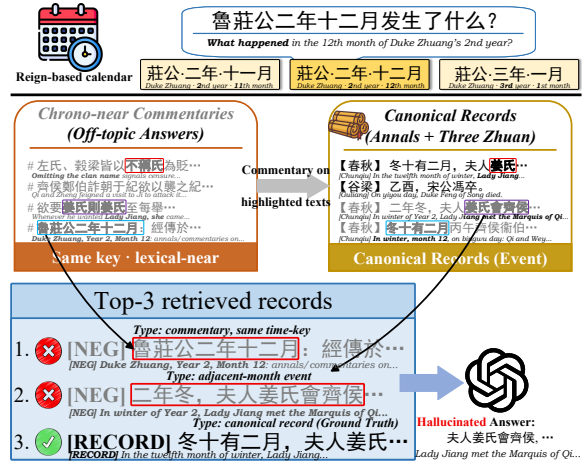 魯莊公二年十二月发生了什么？
What happened in the 12th month of Duke Zhuang's 2nd year?
Reign-based calendar
莊公·二年·十一月
Duke Zhuang · 2nd year · 11th month
莊公·二年·十二月
Duke Zhuang · 2nd year · 12th month
莊公·三年·一月
Duke Zhuang · 3rd year · 1st month
Chrono-near Commentaries
(Off-topic Answers)
# 左氏、穀梁皆以不稱氏為貶…
Omitting the clan name signals censure...
# 齊侯鄭伯詐朝于紀欲以襲之紀…
Qi and Zheng feigned a visit to Ji to attack it...
# 欲要姜氏則姜氏至每舉…
Whenever he wanted Lady Jiang, she came...
# 魯莊公二年十二月：經傳於…
Duke Zhuang, Year 2, Month 12: annals/commentaries on...
Same key · lexical-near
Commentary on
highlighted texts
Canonical Records
(Annals + Three Zhuan)
【春秋】 冬十有二月，夫人姜氏…
[Chunqiu] In the twelfth month of winter, Lady Jiang...
【谷梁】 乙酉，宋公馮卒。
[Guliang] On yiyou day, Duke Feng of Song died.
【春秋】 二年冬，夫人姜氏會齊侯…
[Chunqiu] In winter of Year 2, Lady Jiang met the Marquis of Qi...
【春秋】 冬十有二月丙午齊侯衞伯…
[Chunqiu] In winter, month 12, on bingwu day: Qi and Wey...
Canonical Records (Event)
Top-3 retrieved records
Type: commentary, same time-key
1. [NEG] 魯莊公二年十二月：經傳於…
[NEG] Duke Zhuang, Year 2, Month 12: annals/commentaries on...
Type: adjacent-month event
2. [NEG] 二年冬，夫人姜氏會齊侯…
[NEG] In winter of Year 2, Lady Jiang met the Marquis of Qi...
Type: canonical record (Ground Truth)
3. [RECORD] 冬十有二月，夫人姜氏…
[RECORD] In the twelfth month of winter, Lady Jiang...
Hallucinated Answer:
夫人姜氏會齊侯，…
Lady Jiang met the Marquis of Qi...